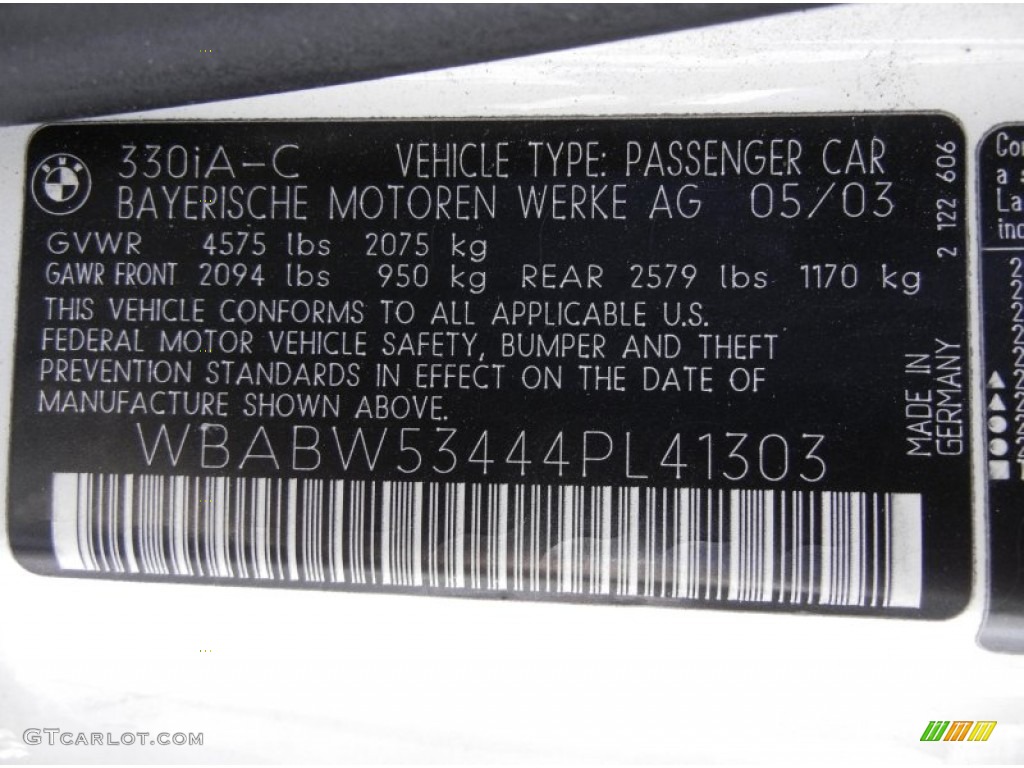 330iA-C VEHICLE TYPE: PASSENGER CAR
BAYERISCHE MOTOREN WERKE AG 05/03
GVWR 4575 lbs 2075 kg
GAWR FRONT 2094 lbs 950 kg REAR 2579 lbs 1170 kg
THIS VEHICLE CONFORMS TO ALL APPLICABLE U.S.
FEDERAL MOTOR VEHICLE SAFETY, BUMPER AND THEFT
PREVENTION STANDARDS IN EFFECT ON THE DATE OF
MANUFACTURE SHOWN ABOVE.
WBABW53444PL41303
2 122 606
MADE IN
GERMANY
BMW
a s
La
GTCARLOT.COM